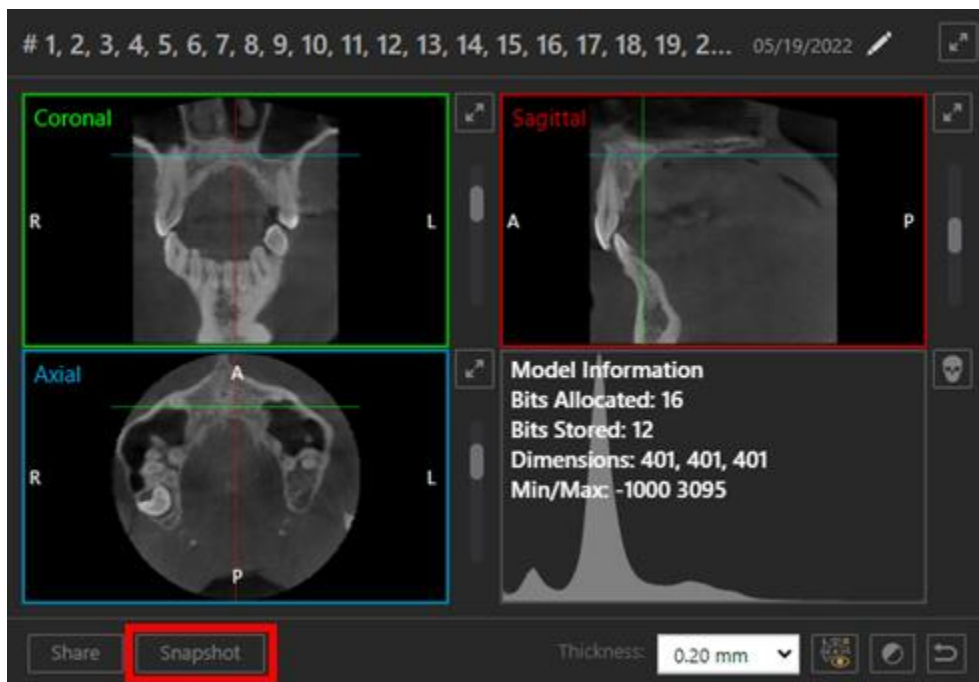 # 1, 2, 3, 4, 5, 6, 7, 8, 9, 10, 11, 12, 13, 14, 15, 16, 17, 18, 19, 2... 05/19/2022
Coronal
R
L
Sagittal
A
P
Axial
A
R
L
P
Model Information
Bits Allocated: 16
Bits Stored: 12
Dimensions: 401, 401, 401
Min/Max: -1000 3095
Share Snapshot Thickness: 0.20 mm